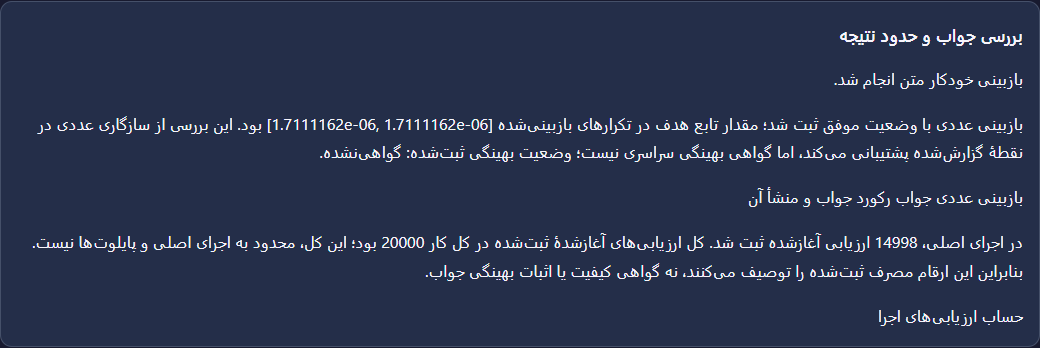 بررسی جواب و حدود نتیجه
بازبینی خودکار متن انجام شد.
بازبینی عددی با وضعیت موفق ثبت شد؛ مقدار تابع هدف در تکرارهای بازبینی‌شده [1.7111162e-06, 1.7111162e-06] بود. این بررسی از سازگاری عددی در
نقطهٔ گزارش‌شده پشتیبانی می‌کند، اما گواهی بهینگی سراسری نیست؛ وضعیت بهینگی ثبت‌شده: گواهی‌نشده.
بازبینی عددی جواب رکورد جواب و منشأ آن
در اجرای اصلی، 14998 ارزیابی آغازشده ثبت شد. کل ارزیابی‌های آغازشدهٔ ثبت‌شده در کل کار 20000 بود؛ این کل، محدود به اجرای اصلی و پایلوت‌ها نیست.
بنابراین این ارقام مصرف ثبت‌شده را توصیف می‌کنند، نه گواهی کیفیت یا اثبات بهینگی جواب.
حساب ارزیابی‌های اجرا